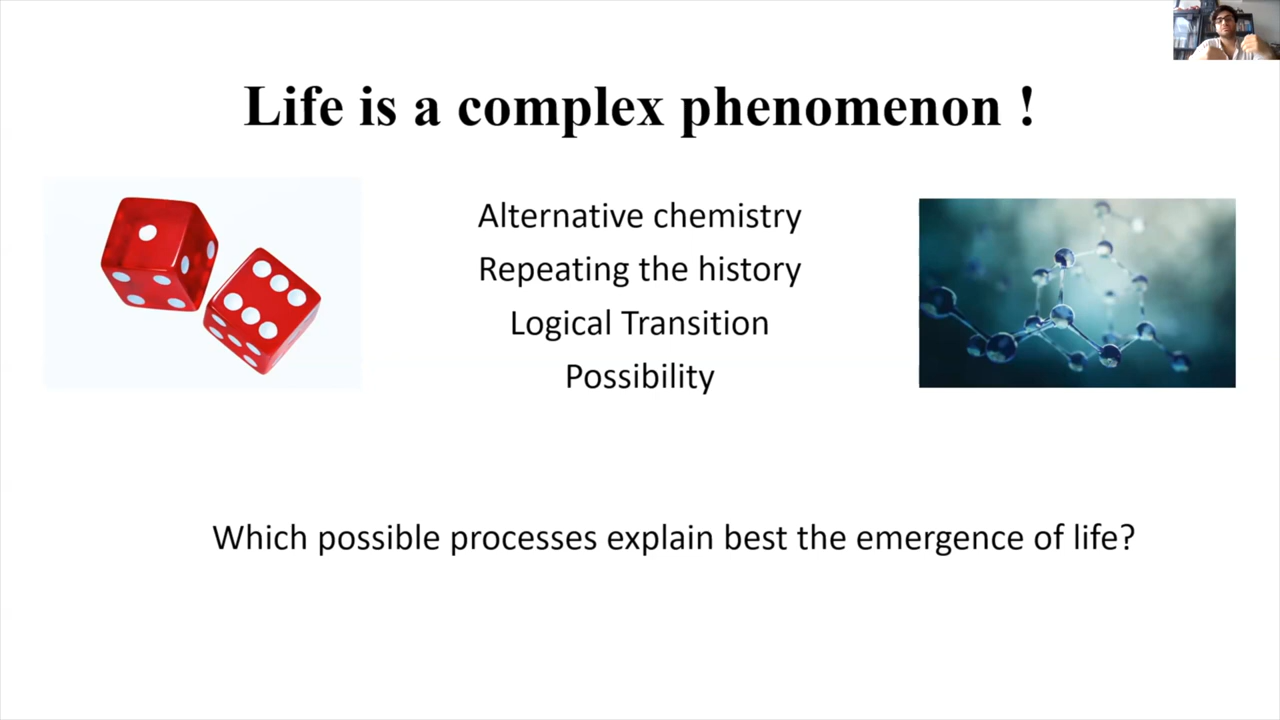 Life is a complex phenomenon !
Alternative chemistry
Repeating the history
Logical Transition
Possibility
Which possible processes explain best the emergence of life?